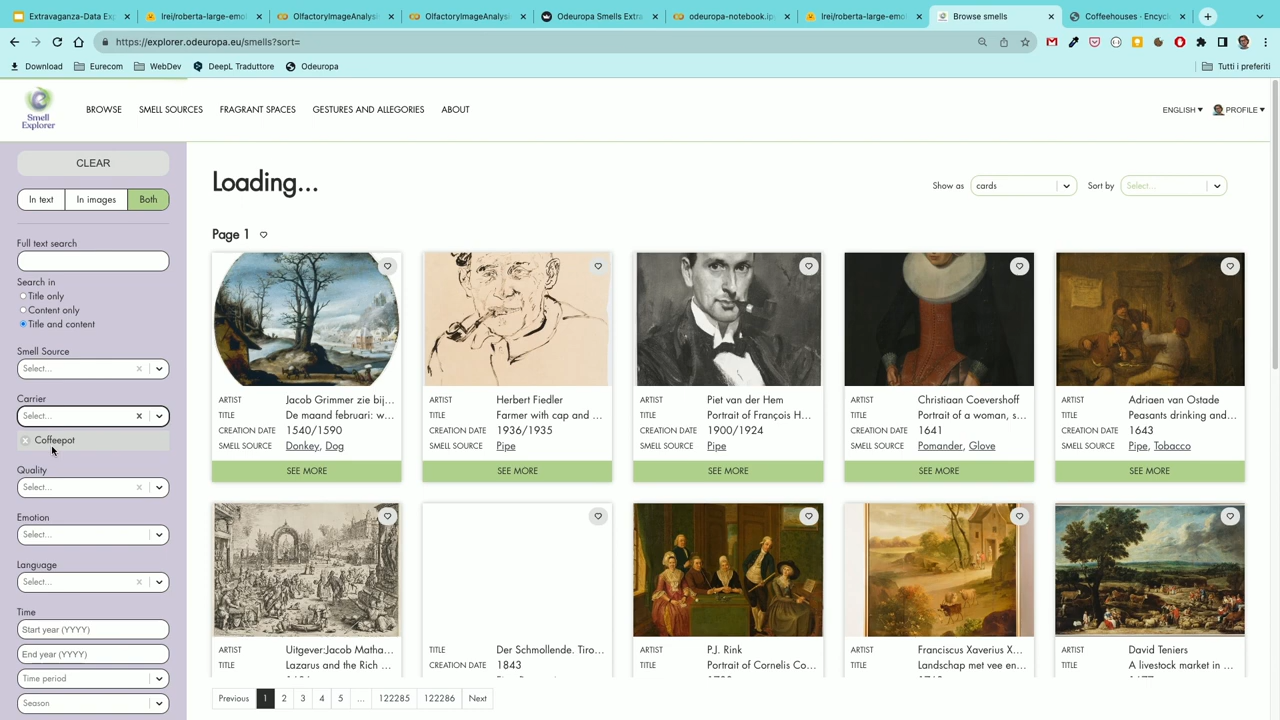 Extravaganza-Data Exp
lrei/roberta-large-emo
OlfactoryImageAnalys
OlfactoryImageAnalys
Odeuropa Smells Extra
odeuropa-notebook.ip
lrei/roberta-large-emo
Browse smells
Coffeehouses - Encyc
https://explorer.odeuropa.eu/smells?sort=
Download
Eurecom
WebDev
DeepL Traduttore
Odeuropa
Tutti i preferiti
Smell
Explorer
BROWSE
SMELL SOURCES
FRAGRANT SPACES
GESTURES AND ALLEGORIES
ABOUT
ENGLISH
PROFILE
CLEAR
In text
In images
Both
Full text search
Search in
Title only
Content only
Title and content
Smell Source
Select...
Carrier
Select...
Coffeepot
Quality
Select...
Emotion
Select...
Language
Select...
Time
Start year (YYYY)
End year (YYYY)
Time period
Season
Loading...
Show as
cards
Sort by
Select...
Page 1
ARTIST Jacob Grimmer zie bij...
TITLE De maand februari: w...
CREATION DATE 1540/1590
SMELL SOURCE Donkey, Dog
SEE MORE
ARTIST Herbert Fiedler
TITLE Farmer with cap and ...
CREATION DATE 1936/1935
SMELL SOURCE Pipe
SEE MORE
ARTIST Piet van der Hem
TITLE Portrait of François H...
CREATION DATE 1900/1924
SMELL SOURCE Pipe
SEE MORE
ARTIST Christiaan Coevershoff
TITLE Portrait of a woman, s...
CREATION DATE 1641
SMELL SOURCE Pomander, Glove
SEE MORE
ARTIST Adriaen van Ostade
TITLE Peasants drinking and...
CREATION DATE 1643
SMELL SOURCE Pipe, Tobacco
SEE MORE
ARTIST Uitgever:Jacob Matha...
TITLE Lazarus and the Rich ...
TITLE Der Schmollende. Tiro...
CREATION DATE 1843
ARTIST P.J. Rink
TITLE Portrait of Cornelis Co...
ARTIST Franciscus Xaverius X...
TITLE Landschap met vee en...
ARTIST David Teniers
TITLE A livestock market in ...
Previous 1 2 3 4 5 ... 122285 122286 Next